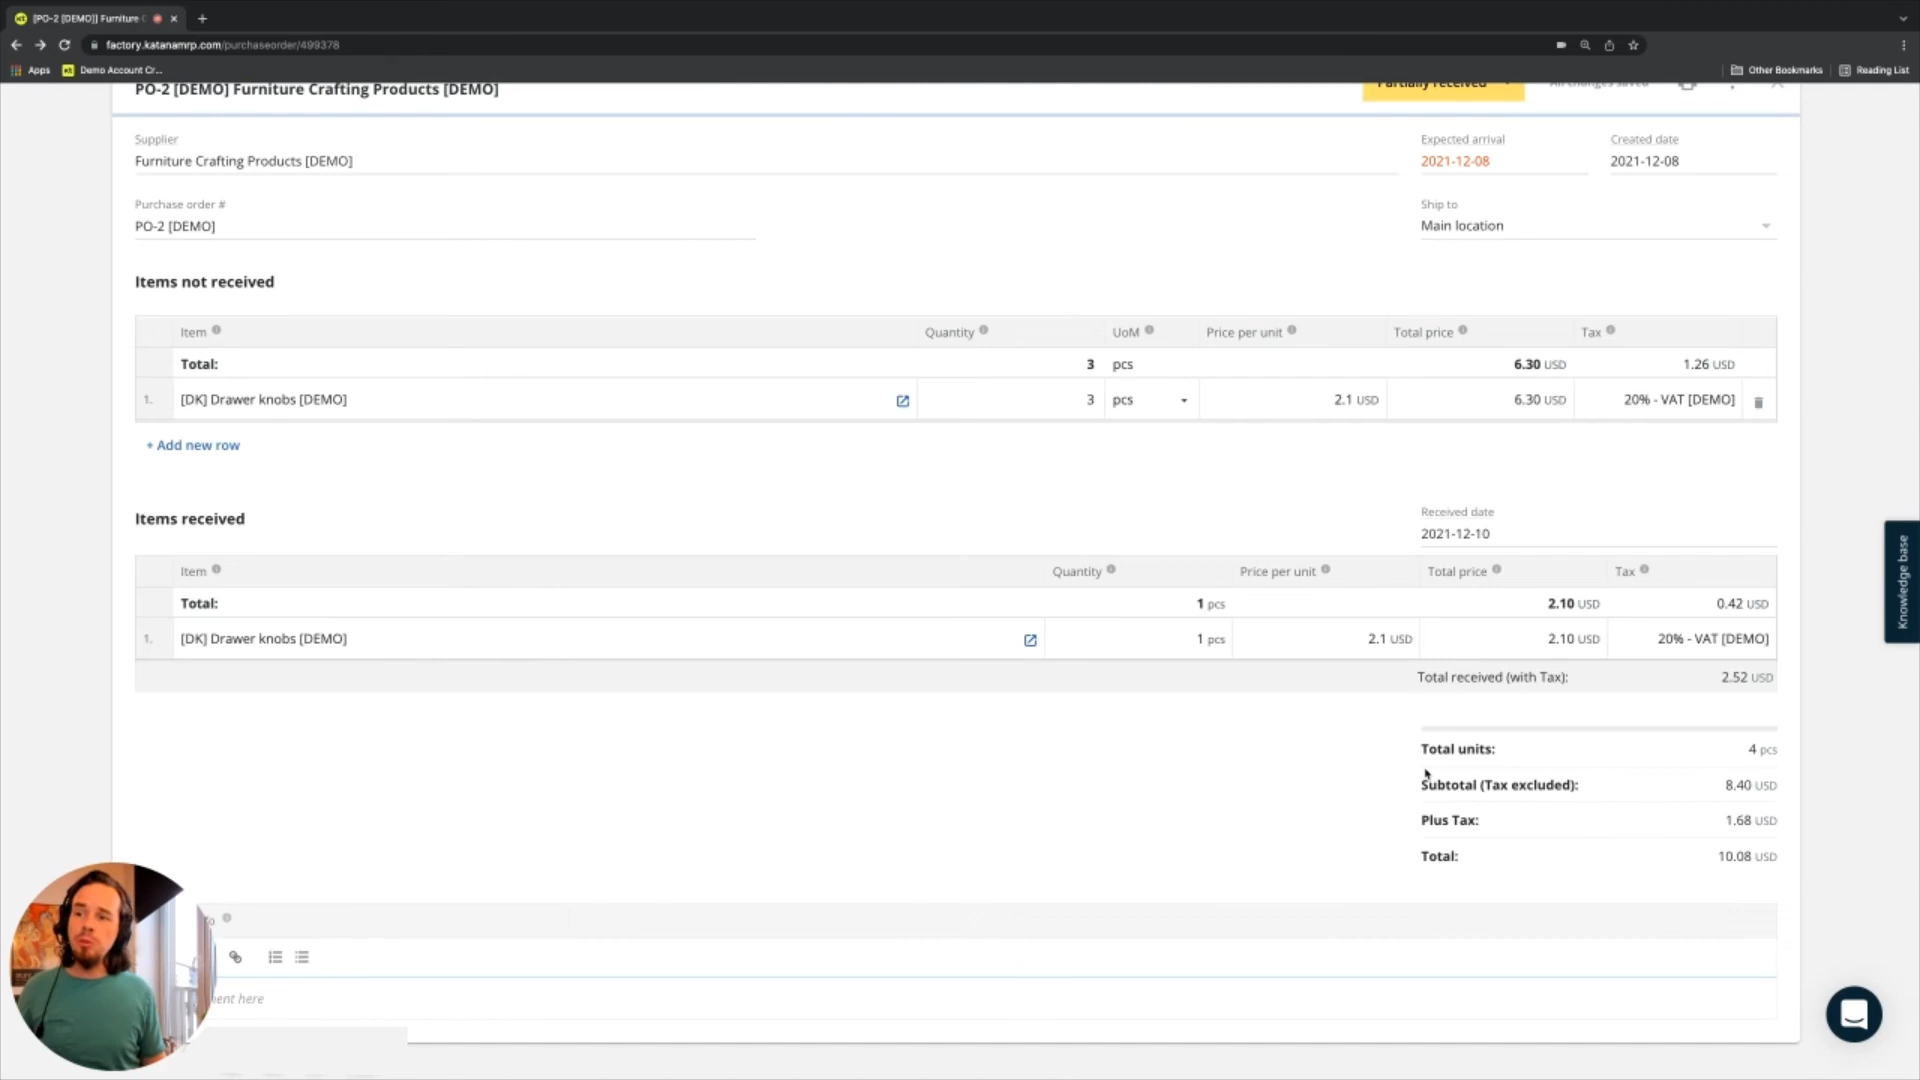 [PO-2 [DEMO]] Furniture C
factory.katanamrp.com/purchaseorder/499378
Apps Demo Account Cr... Other Bookmarks Reading List
PO-2 [DEMO] Furniture Crafting Products [DEMO] Partially received All changes saved
Supplier Expected arrival Created date
Furniture Crafting Products [DEMO] 2021-12-08 2021-12-08
Purchase order # Ship to
PO-2 [DEMO] Main location
Items not received
Item Quantity UoM Price per unit Total price Tax
Total: 3 pcs 6.30 USD 1.26 USD
1. [DK] Drawer knobs [DEMO] 3 pcs 2.1 USD 6.30 USD 20% - VAT [DEMO]
+ Add new row
Items received Received date
2021-12-10
Item Quantity Price per unit Total price Tax
Total: 1 pcs 2.10 USD 0.42 USD
1. [DK] Drawer knobs [DEMO] 1 pcs 2.1 USD 2.10 USD 20% - VAT [DEMO]
Total received (with Tax): 2.52 USD
Total units: 4 pcs
Subtotal (Tax excluded): 8.40 USD
Plus Tax: 1.68 USD
Total: 10.08 USD
here
Knowledge base